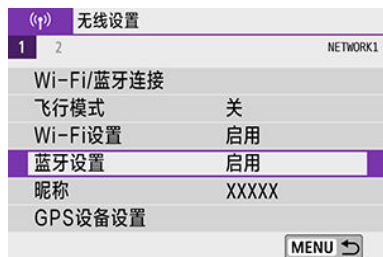 无线设置
1 2 NETWORK1
Wi-Fi/蓝牙连接
飞行模式 关
Wi-Fi设置 启用
蓝牙设置 启用
昵称 XXXXX
GPS设备设置
MENU